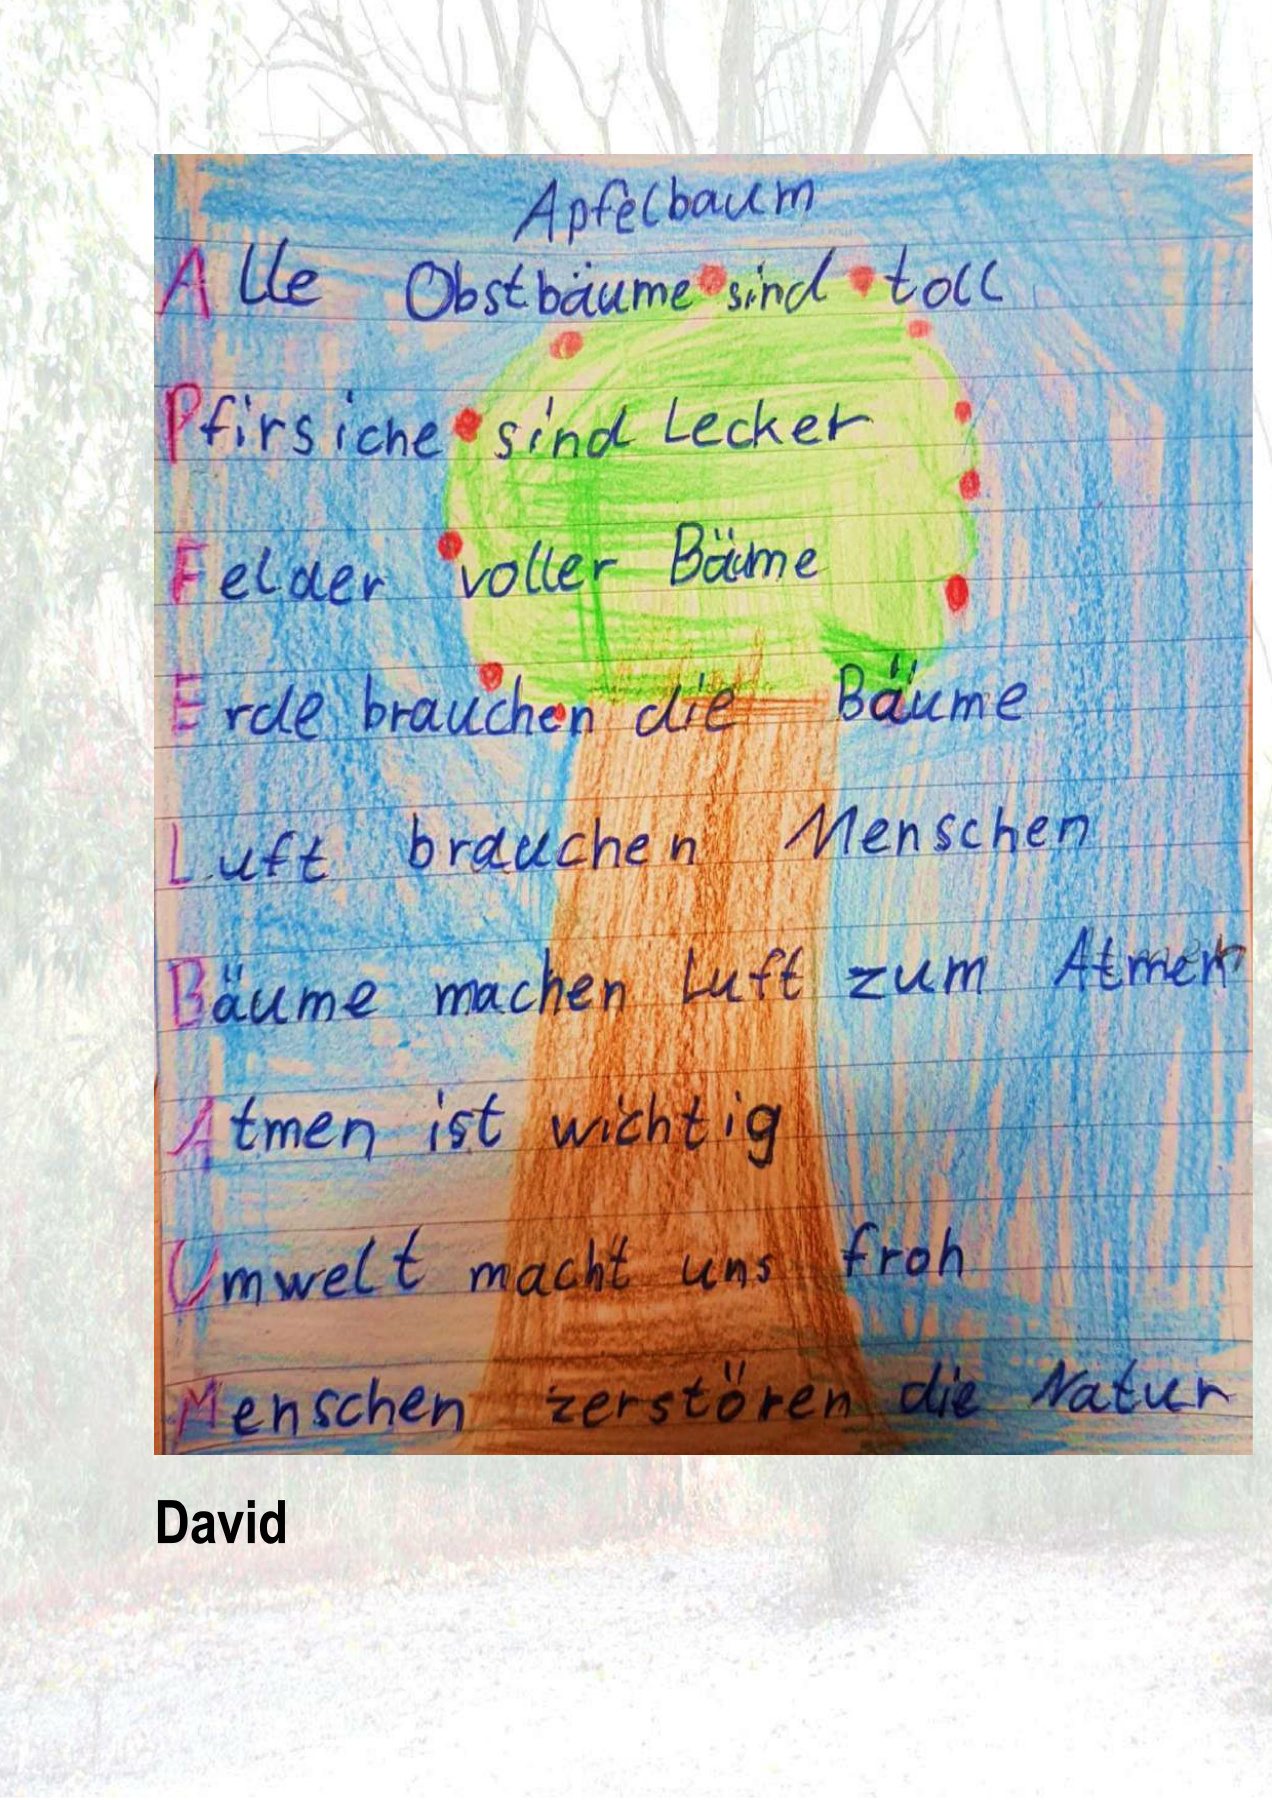 Apfelbaum
Alle Obstbäume sind toll
Pfirsiche sind Lecker
Felder voller Bäume
Erde brauchen die Bäume
Luft brauchen Menschen
Bäume machen Luft zum Atmen
Atmen ist wichtig
Umwelt macht uns froh
Menschen zerstören die Natur
David